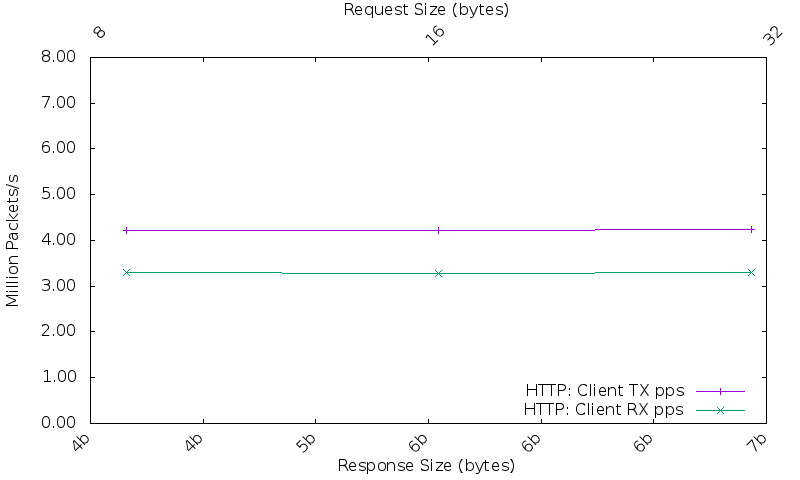 Request Size (bytes)
8 16 32
8.00
7.00
6.00
5.00
4.00
3.00
2.00
1.00
0.00
Million Packets/s
HTTP: Client TX pps
HTTP: Client RX pps
4b 4b 5b 6b 6b 6b 7b
Response Size (bytes)